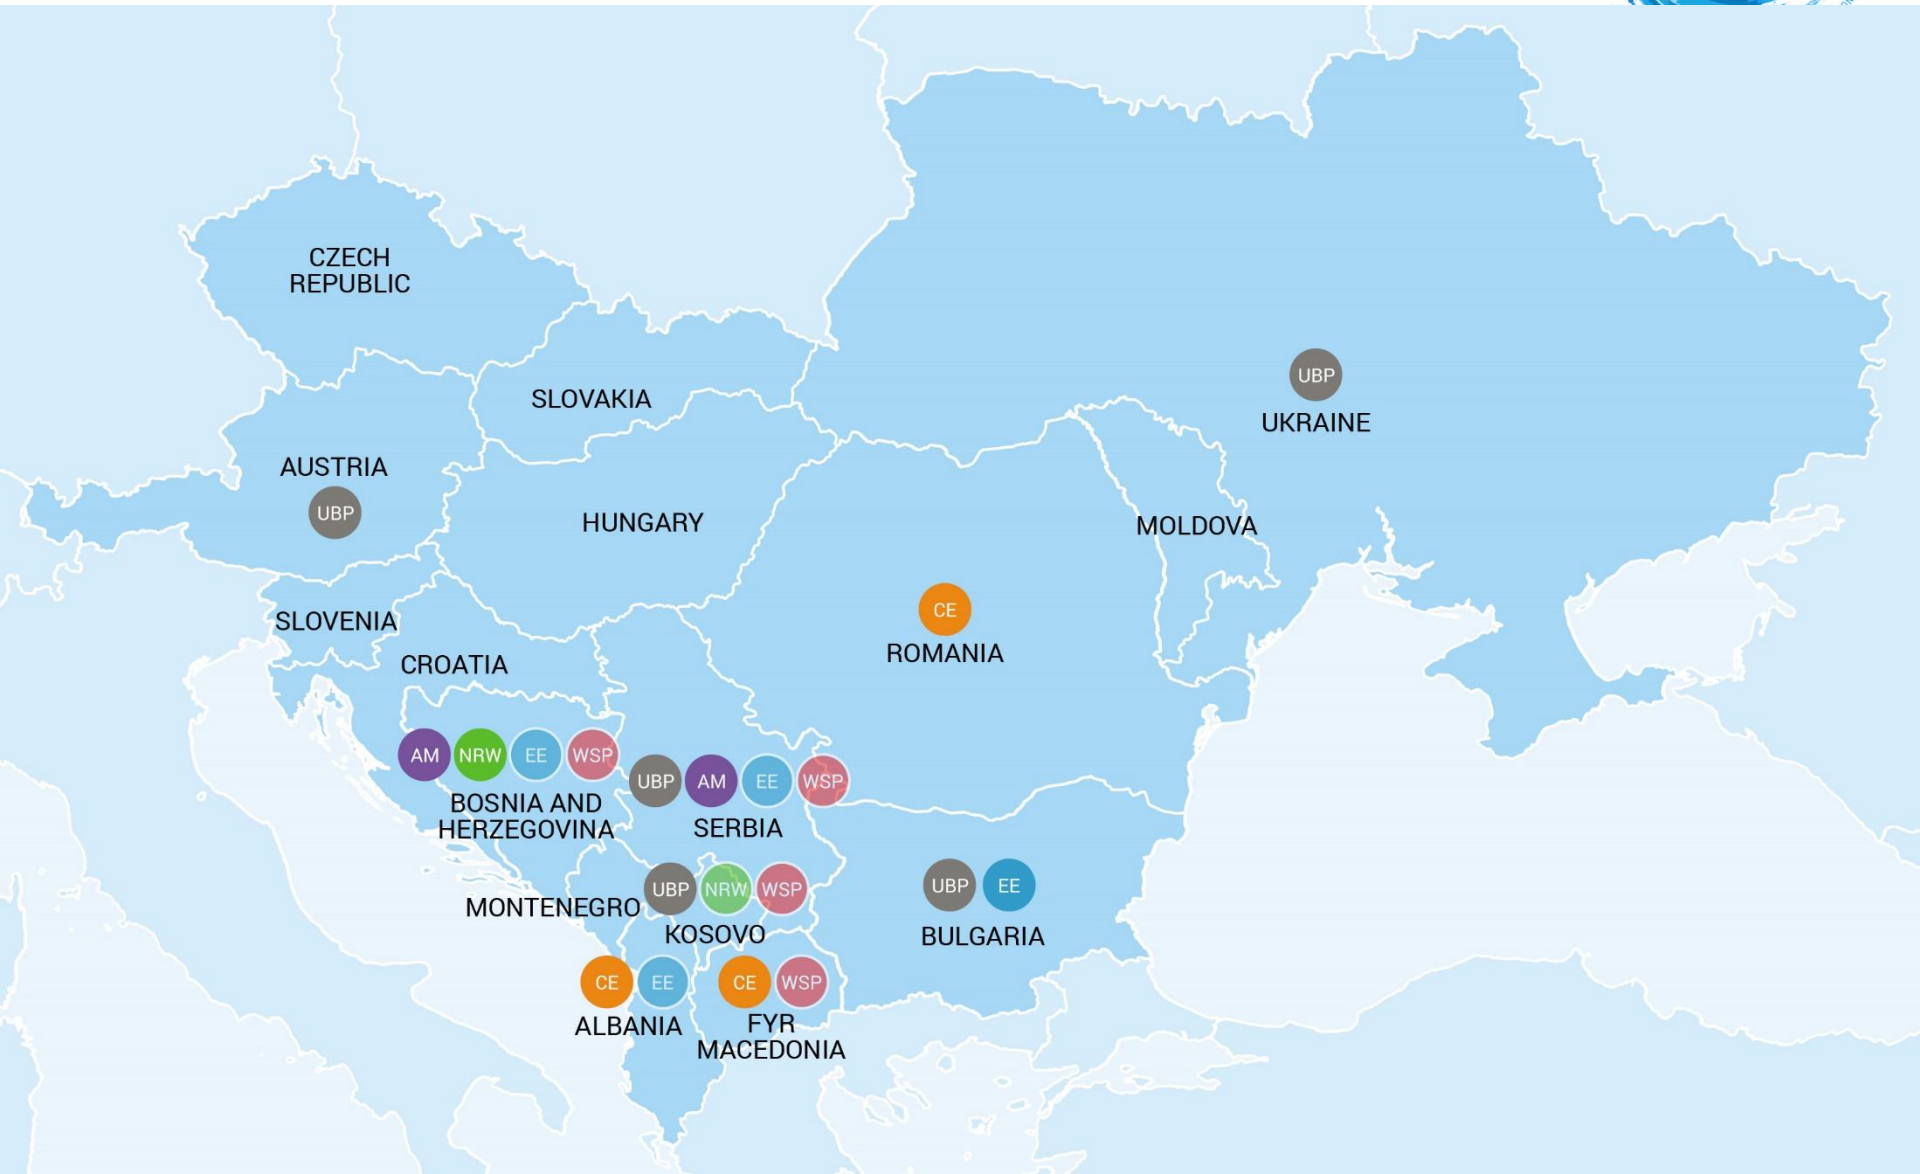 CZECH
REPUBLIC
SLOVAKIA
UBP
UKRAINE
AUSTRIA
UBP
HUNGARY
MOLDOVA
SLOVENIA
CROATIA
CE
ROMANIA
AM NRW EE WSP
BOSNIA AND
HERZEGOVINA
UBP AM EE WSP
SERBIA
MONTENEGRO
UBP NRW WSP
KOSOVO
UBP EE
BULGARIA
CE EE
ALBANIA
CE WSP
FYR
MACEDONIA